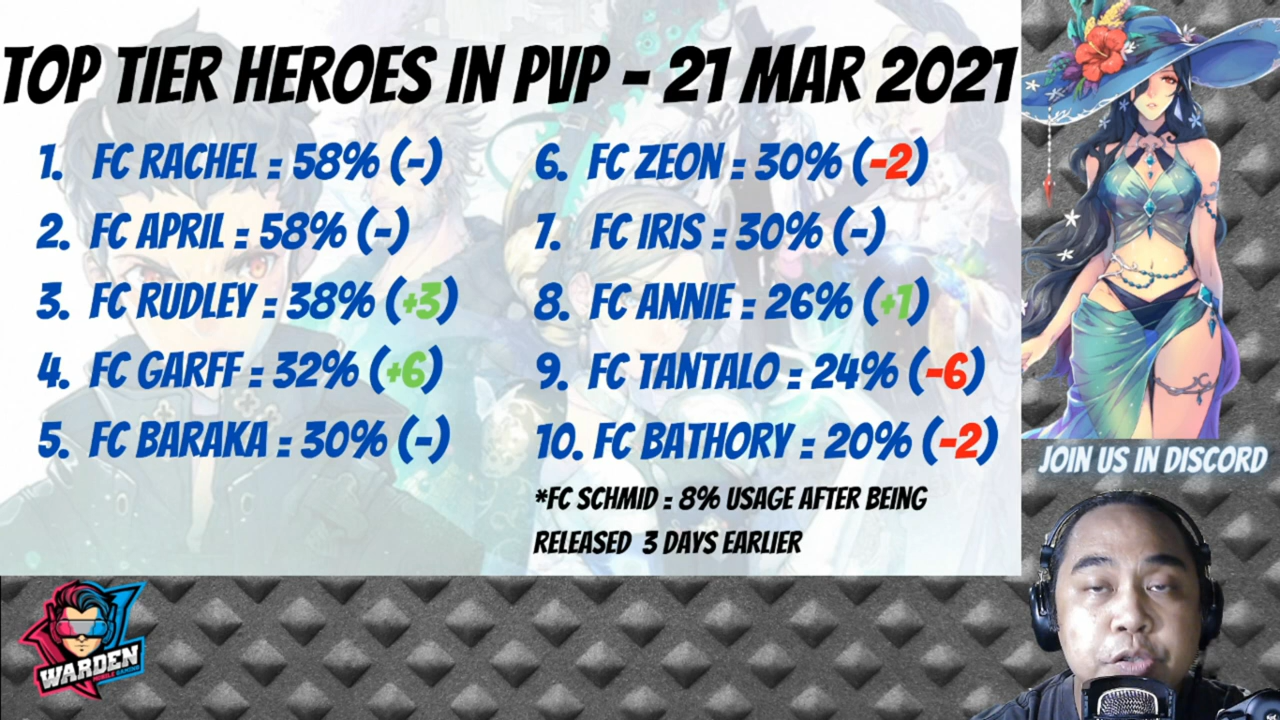 TOP TIER HEROES IN PVP - 21 MAR 2021
1. FC RACHEL = 58% (-)
2. FC APRIL = 58% (-)
3. FC RUDLEY = 38% (+3)
4. FC GARFF = 32% (+6)
5. FC BARAKA = 30% (-)
6. FC ZEON = 30% (-2)
7. FC IRIS = 30% (-)
8. FC ANNIE = 26% (+1)
9. FC TANTALO = 24% (-6)
10. FC BATHORY = 20% (-2)
*FC SCHMID = 8% USAGE AFTER BEING
RELEASED 3 DAYS EARLIER
JOIN US IN DISCORD
WARDEN
MOBILE GAMING